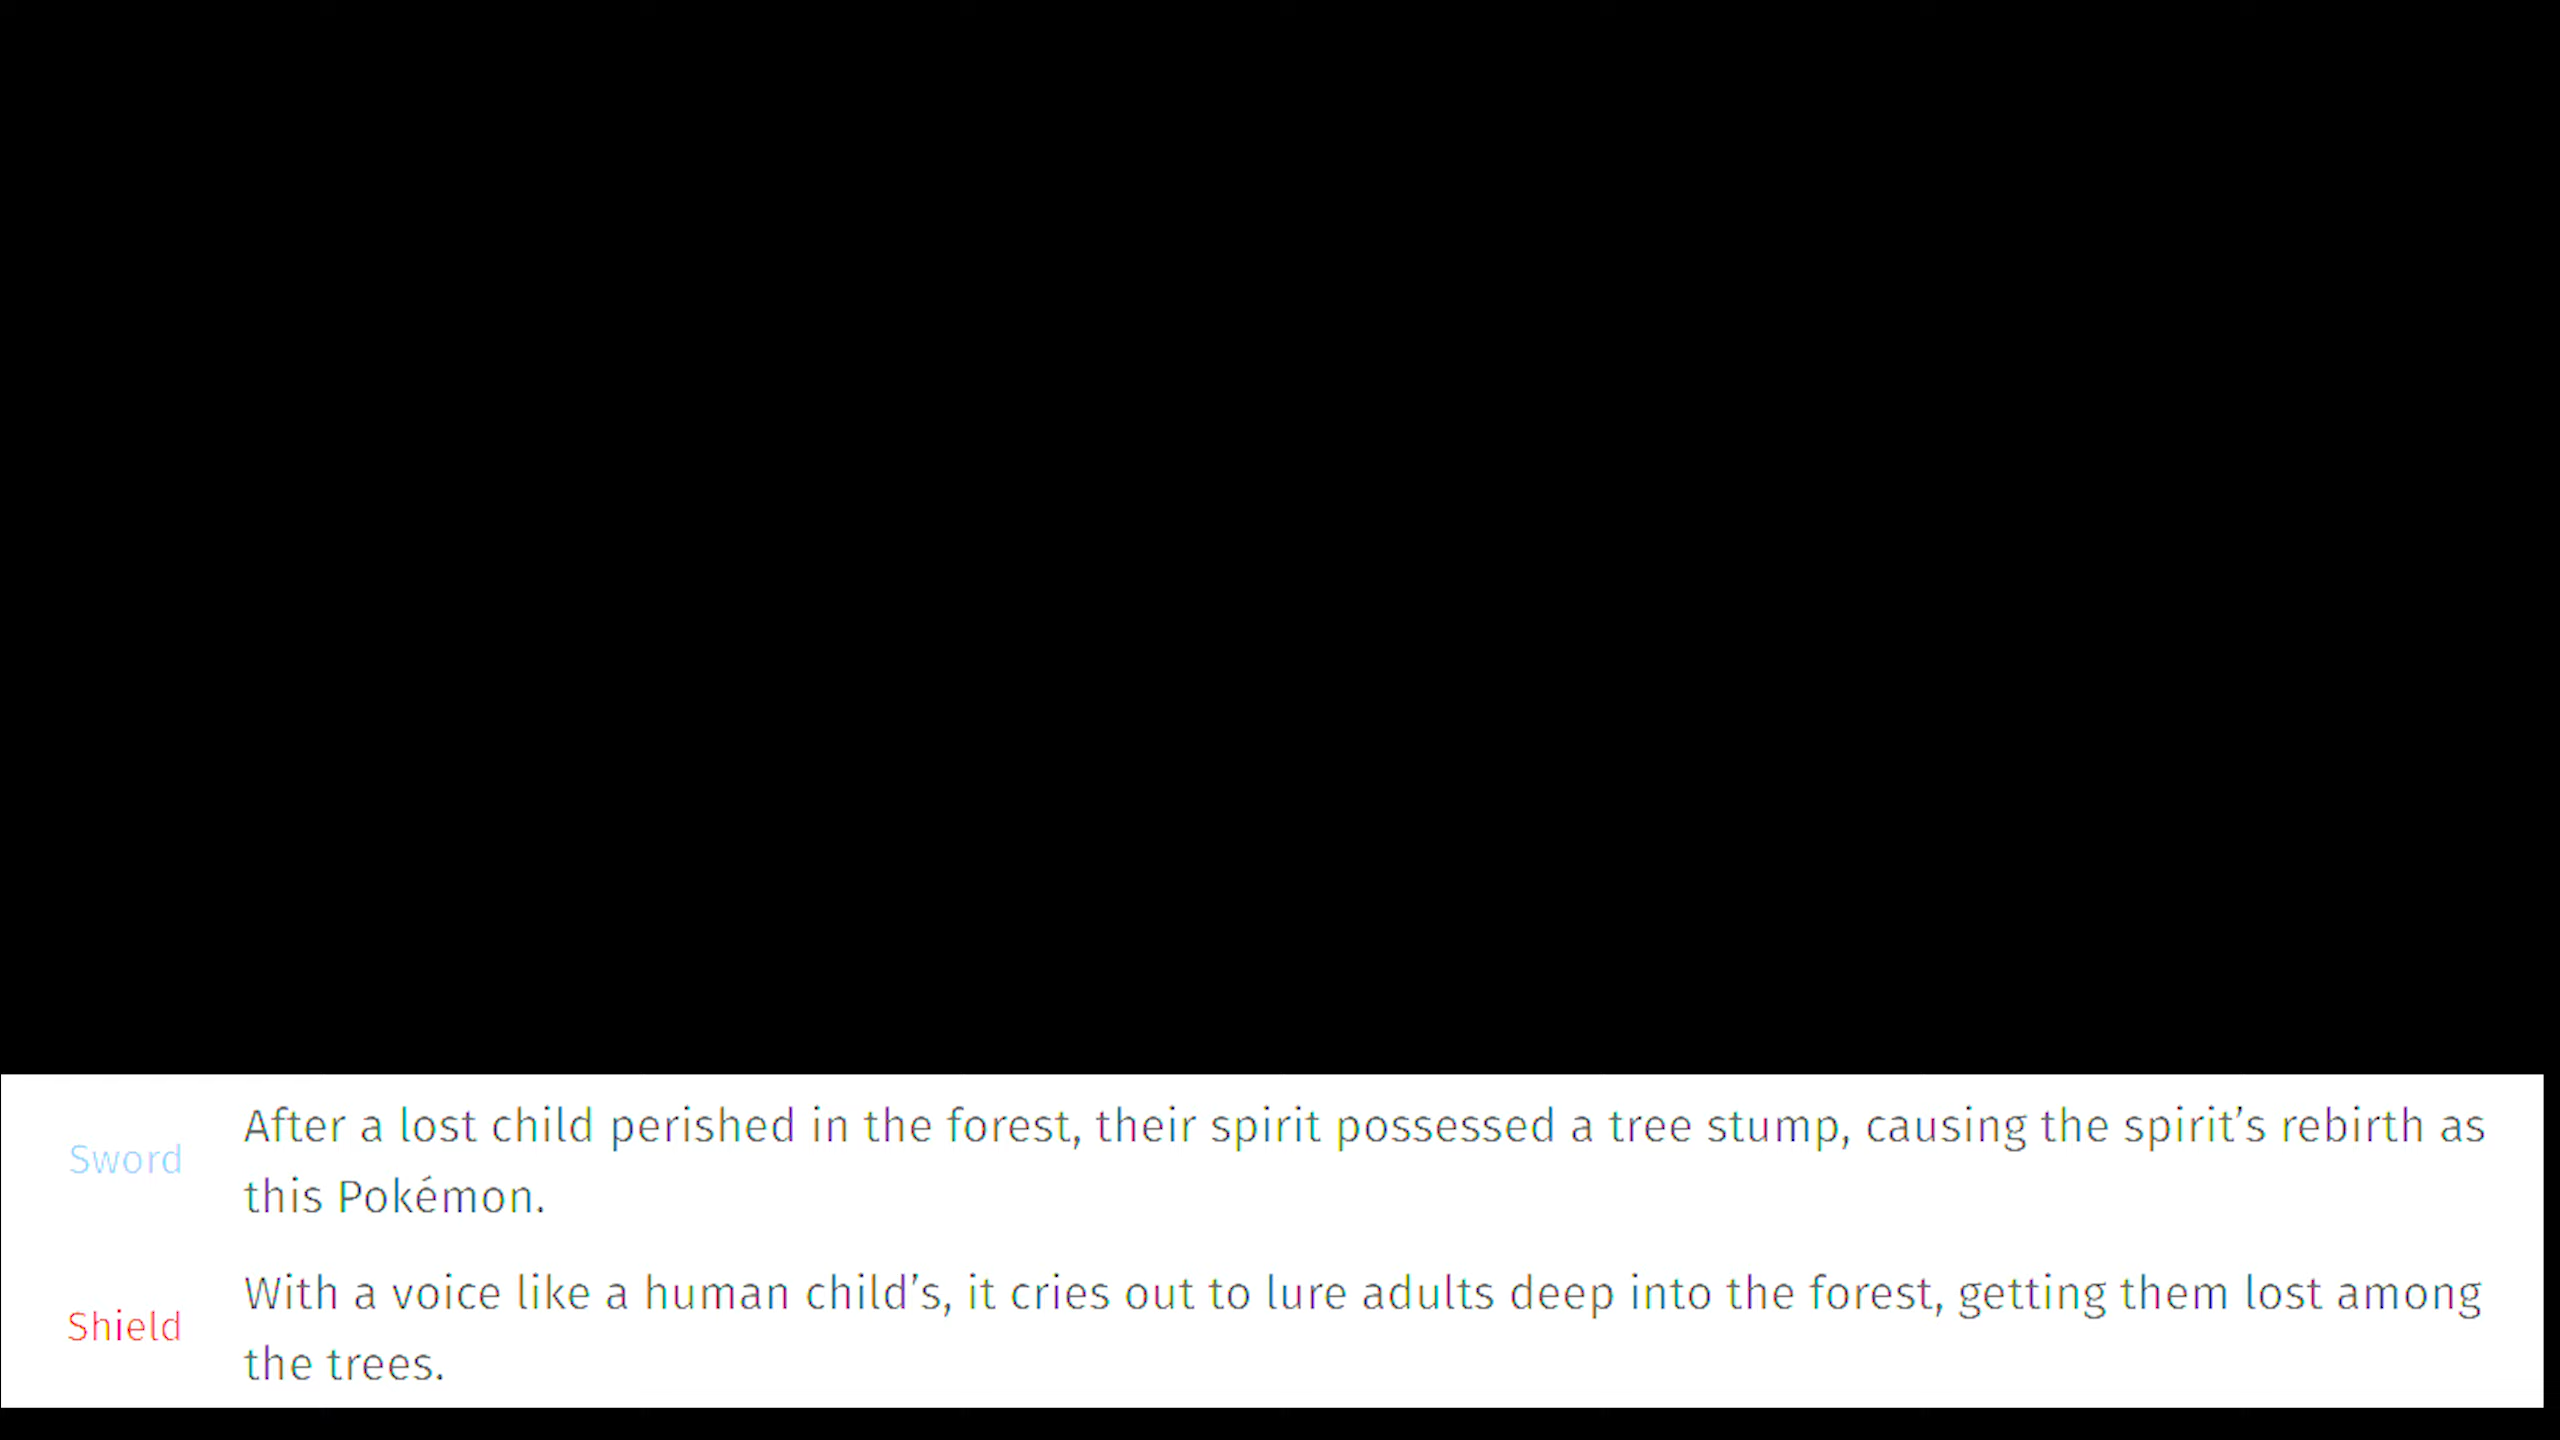 Sword
After a lost child perished in the forest, their spirit possessed a tree stump, causing the spirit’s rebirth as
this Pokémon.
Shield
With a voice like a human child’s, it cries out to lure adults deep into the forest, getting them lost among
the trees.